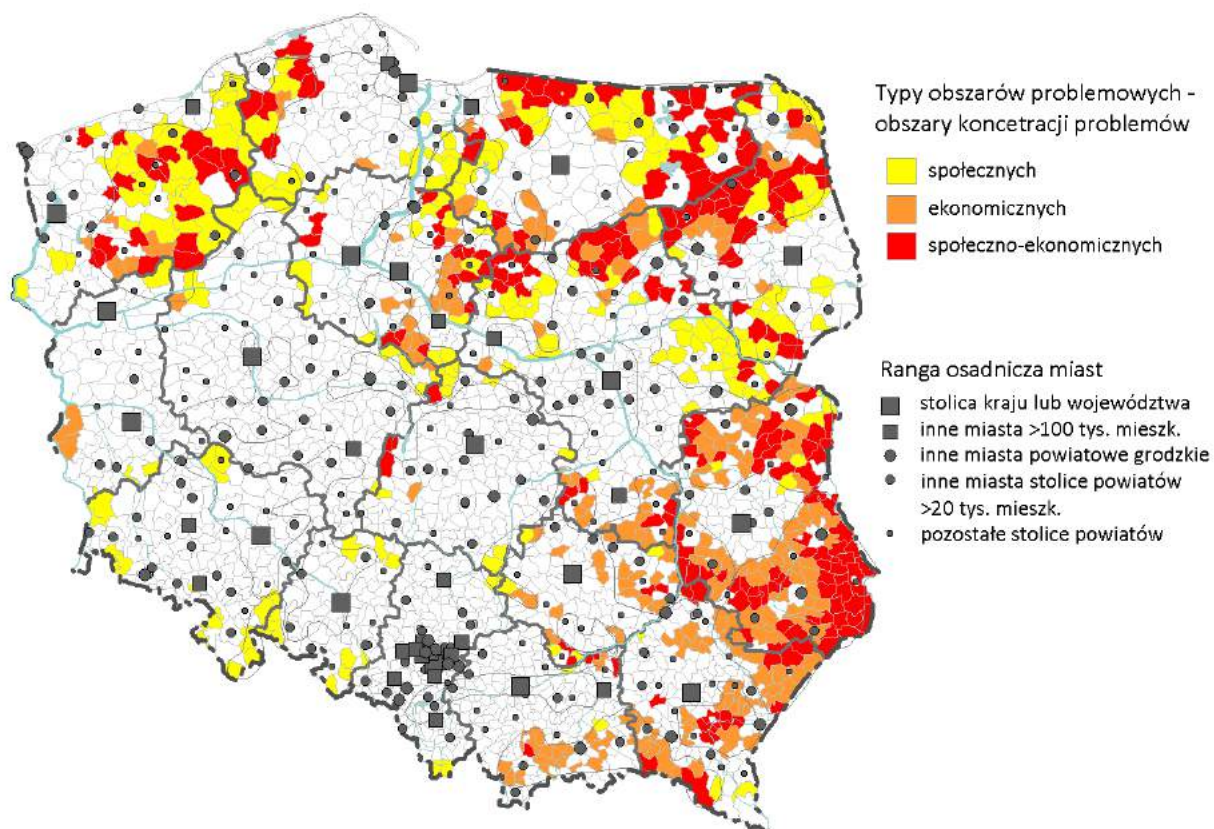 Typy obszarów problemowych -
obszary koncetracji problemów
społecznych
ekonomicznych
społeczno-ekonomicznych
Ranga osadnicza miast
stolica kraju lub województwa
inne miasta >100 tys. mieszk.
inne miasta powiatowe grodzkie
inne miasta stolice powiatów
>20 tys. mieszk.
pozostałe stolice powiatów